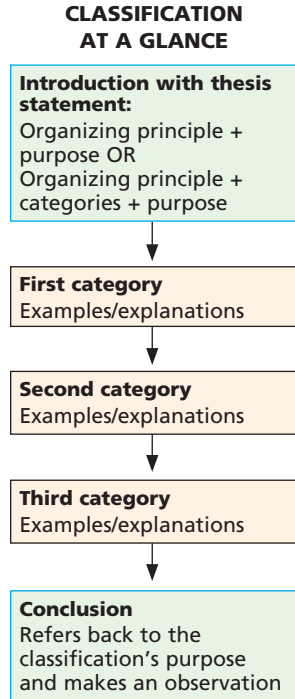 CLASSIFICATION
AT A GLANCE
Introduction with thesis
statement:
Organizing principle +
purpose OR
Organizing principle +
categories + purpose
First category
Examples/explanations
Second category
Examples/explanations
Third category
Examples/explanations
Conclusion
Refers back to the
classification’s purpose
and makes an observation